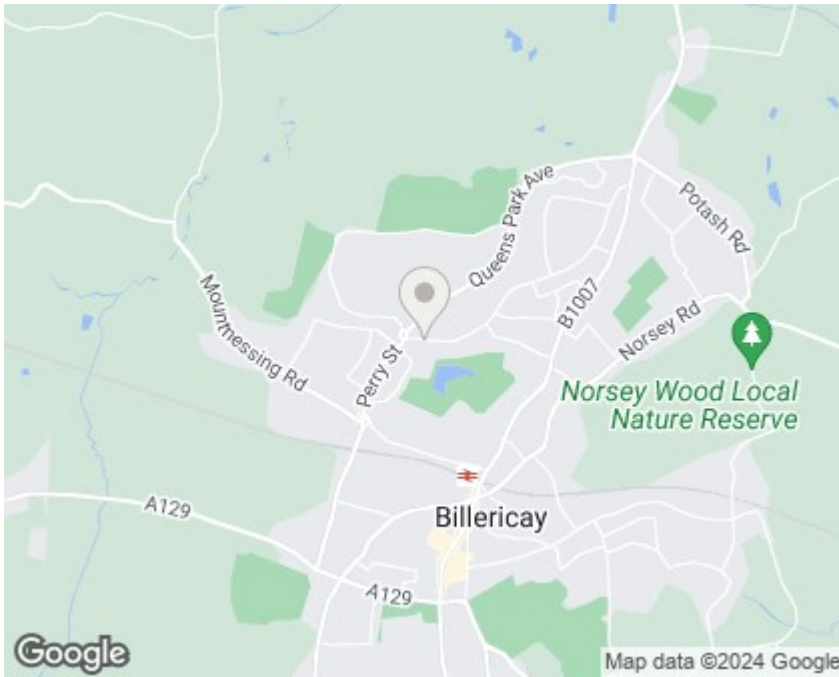 Queens Park Ave
Potash Rd
Mountnessing Rd
B1007
Norsey Rd
Perry St
Norsey Wood Local
Nature Reserve
A129
Billericay
A129
Google
Map data ©2024 Google